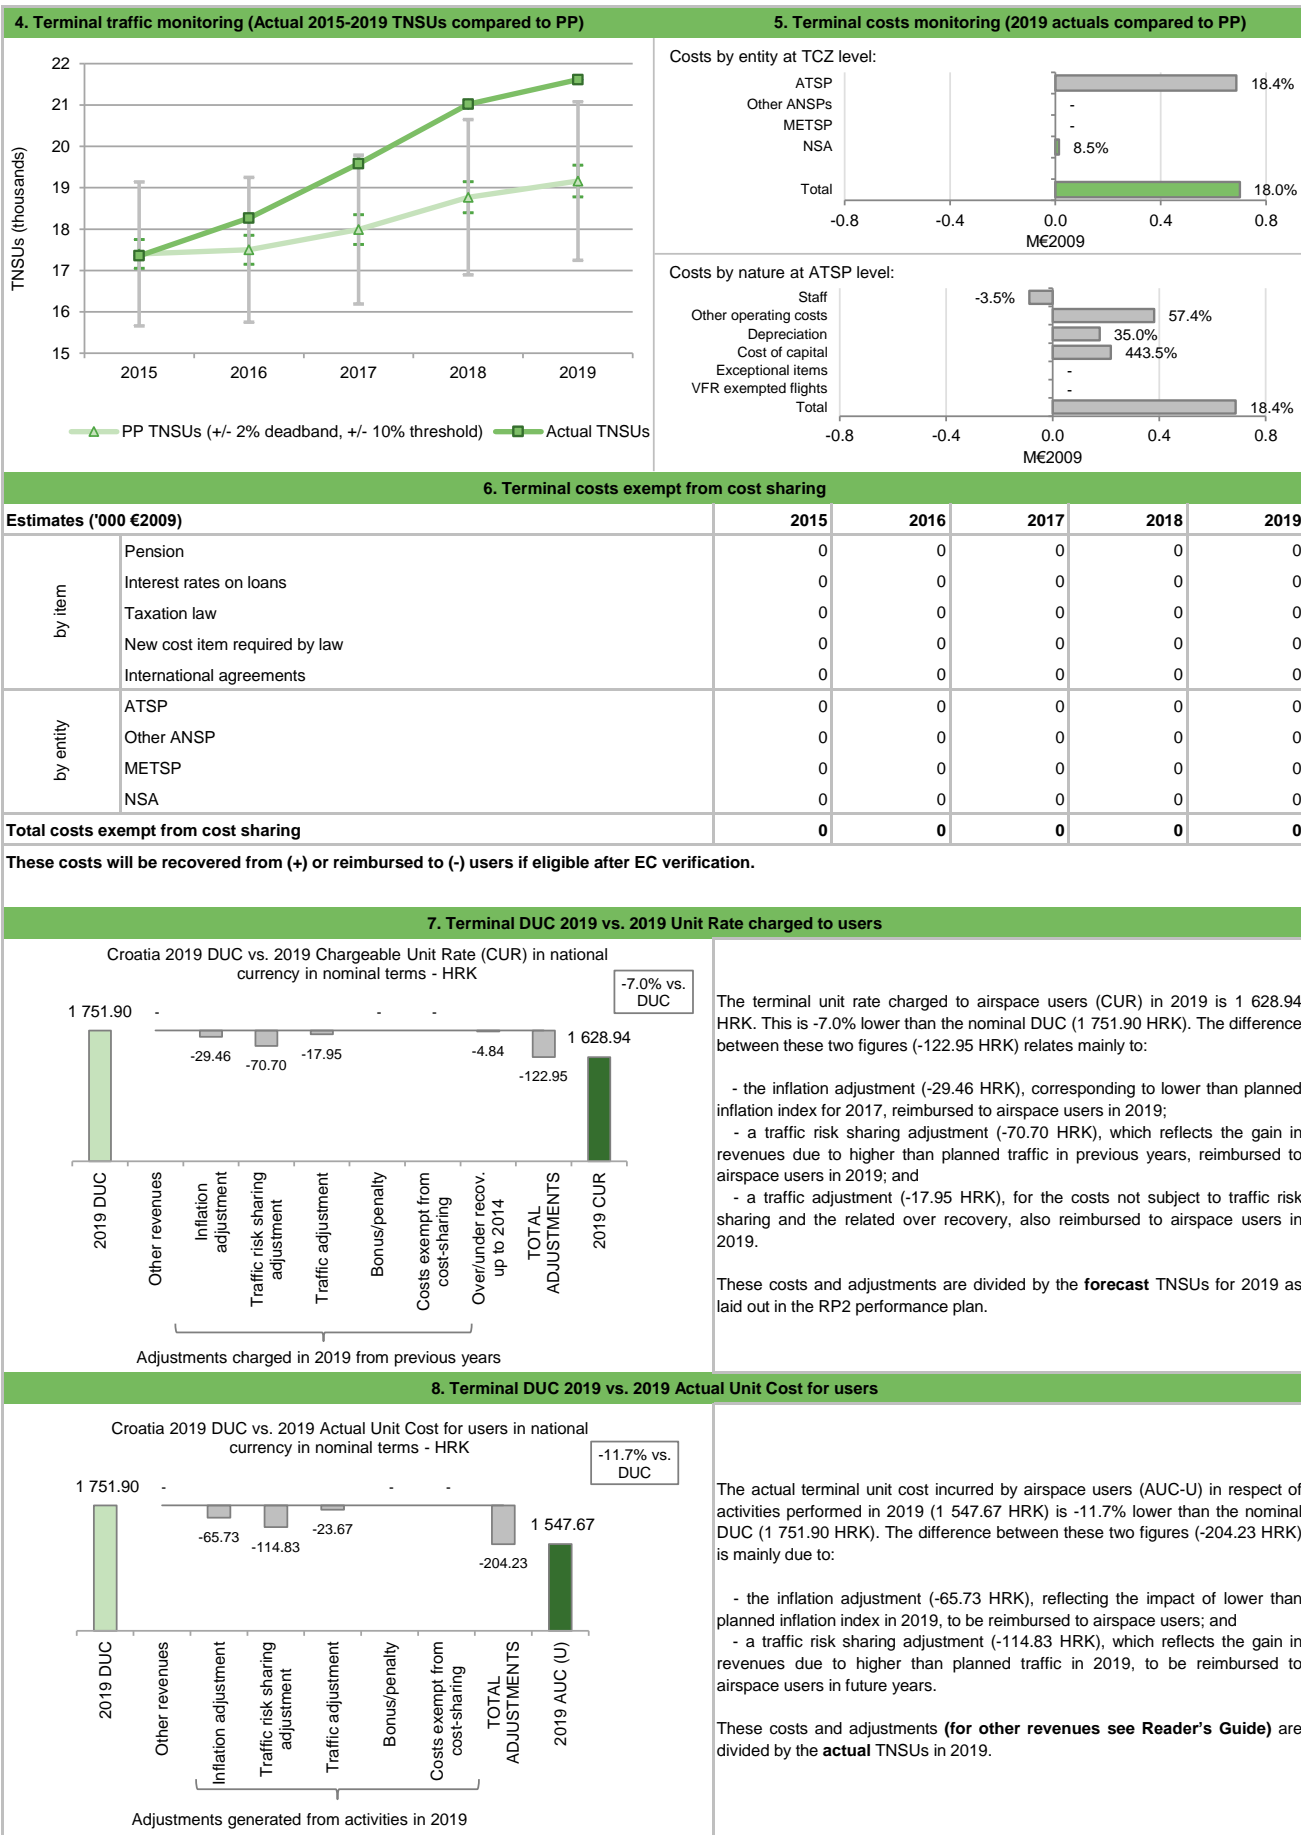 4. Terminal traffic monitoring (Actual 2015-2019 TNSUs compared to PP)
22
21
20
19
18
17
16
15
TNSUs (thousands)
2015 2016 2017 2018 2019
PP TNSUs (+/- 2% deadband, +/- 10% threshold) Actual TNSUs
5. Terminal costs monitoring (2019 actuals compared to PP)
Costs by entity at TCZ level:
ATSP 18.4%
Other ANSPs -
METSP -
NSA 8.5%
Total 18.0%
-0.8 -0.4 0.0 0.4 0.8
M€2009
Costs by nature at ATSP level:
Staff -3.5%
Other operating costs 57.4%
Depreciation 35.0%
Cost of capital 443.5%
Exceptional items -
VFR exempted flights -
Total 18.4%
-0.8 -0.4 0.0 0.4 0.8
M€2009
6. Terminal costs exempt from cost sharing
Estimates ('000 €2009) 2015 2016 2017 2018 2019
by item
Pension 0 0 0 0 0
Interest rates on loans 0 0 0 0 0
Taxation law 0 0 0 0 0
New cost item required by law 0 0 0 0 0
International agreements 0 0 0 0 0
by entity
ATSP 0 0 0 0 0
Other ANSP 0 0 0 0 0
METSP 0 0 0 0 0
NSA 0 0 0 0 0
Total costs exempt from cost sharing 0 0 0 0 0
These costs will be recovered from (+) or reimbursed to (-) users if eligible after EC verification.
7. Terminal DUC 2019 vs. 2019 Unit Rate charged to users
Croatia 2019 DUC vs. 2019 Chargeable Unit Rate (CUR) in national
currency in nominal terms - HRK
-7.0% vs.
DUC
1 751.90 - - - 1 628.94
-29.46 -70.70 -17.95 -4.84 -122.95
2019 DUC
Other revenues
Inflation
adjustment
Traffic risk sharing
adjustment
Traffic adjustment
Bonus/penalty
Costs exempt from
cost-sharing
Over/under recov.
up to 2014
TOTAL
ADJUSTMENTS
2019 CUR
Adjustments charged in 2019 from previous years
The terminal unit rate charged to airspace users (CUR) in 2019 is 1 628.94
HRK. This is -7.0% lower than the nominal DUC (1 751.90 HRK). The difference
between these two figures (-122.95 HRK) relates mainly to:
- the inflation adjustment (-29.46 HRK), corresponding to lower than planned
inflation index for 2017, reimbursed to airspace users in 2019;
- a traffic risk sharing adjustment (-70.70 HRK), which reflects the gain in
revenues due to higher than planned traffic in previous years, reimbursed to
airspace users in 2019; and
- a traffic adjustment (-17.95 HRK), for the costs not subject to traffic risk
sharing and the related over recovery, also reimbursed to airspace users in
2019.
These costs and adjustments are divided by the forecast TNSUs for 2019 as
laid out in the RP2 performance plan.
8. Terminal DUC 2019 vs. 2019 Actual Unit Cost for users
Croatia 2019 DUC vs. 2019 Actual Unit Cost for users in national
currency in nominal terms - HRK
-11.7% vs.
DUC
1 751.90 - - - 1 547.67
-65.73 -114.83 -23.67 -204.23
2019 DUC
Other revenues
Inflation adjustment
Traffic risk sharing
adjustment
Traffic adjustment
Bonus/penalty
Costs exempt from
cost-sharing
TOTAL
ADJUSTMENTS
2019 AUC (U)
Adjustments generated from activities in 2019
The actual terminal unit cost incurred by airspace users (AUC-U) in respect of
activities performed in 2019 (1 547.67 HRK) is -11.7% lower than the nominal
DUC (1 751.90 HRK). The difference between these two figures (-204.23 HRK)
is mainly due to:
- the inflation adjustment (-65.73 HRK), reflecting the impact of lower than
planned inflation index in 2019, to be reimbursed to airspace users; and
- a traffic risk sharing adjustment (-114.83 HRK), which reflects the gain in
revenues due to higher than planned traffic in 2019, to be reimbursed to
airspace users in future years.
These costs and adjustments (for other revenues see Reader's Guide) are
divided by the actual TNSUs in 2019.